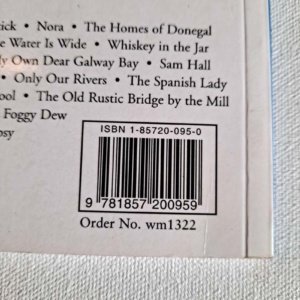 ick • Nora • The Homes of Donegal
e Water Is Wide • Whiskey in the Jar
ly Own Dear Galway Bay • Sam Hall
• Only Our Rivers • The Spanish Lady
ool • The Old Rustic Bridge by the Mill
Foggy Dew
psy
ISBN 1-85720-095-0
9 781857 200959
Order No. wm1322